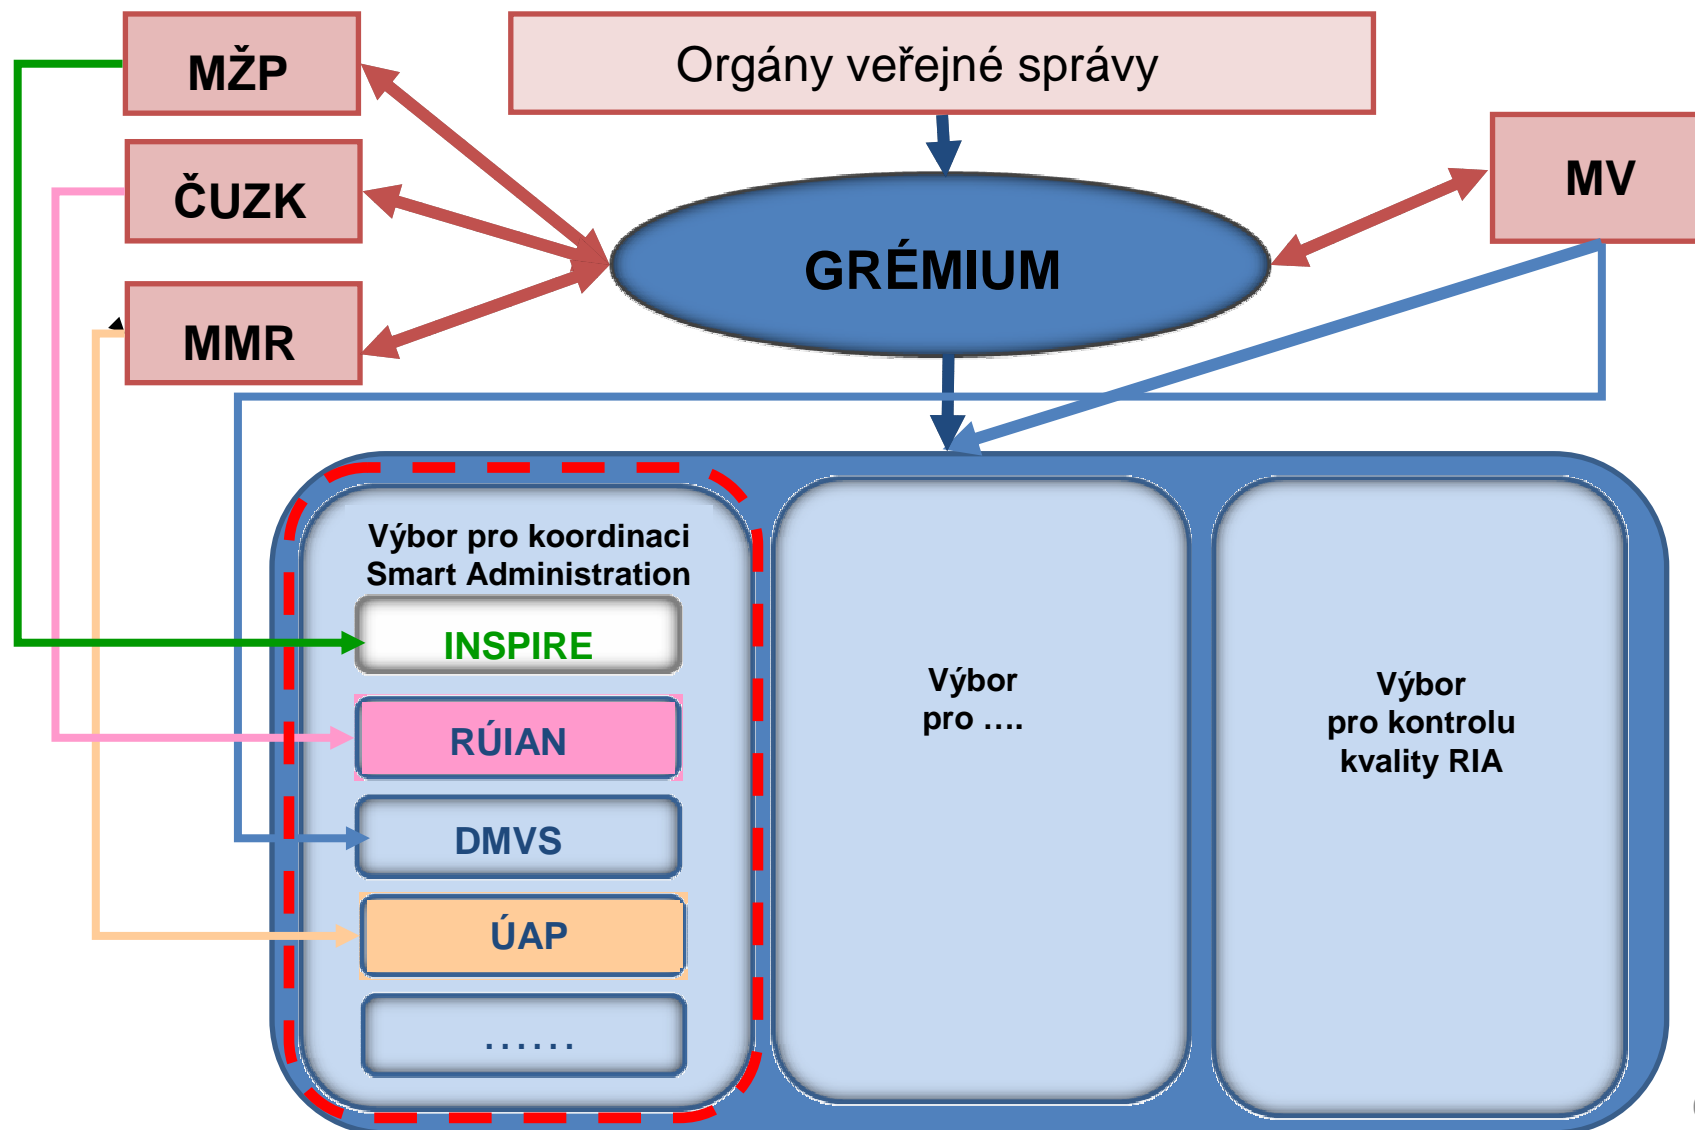 MŽP
Orgány veřejné správy
ČUZK
MV
GRÉMIUM
MMR
Výbor pro koordinaci
Smart Administration
INSPIRE
RÚIAN
DMVS
ÚAP
......
Výbor
pro ....
Výbor
pro kontrolu
kvality RIA